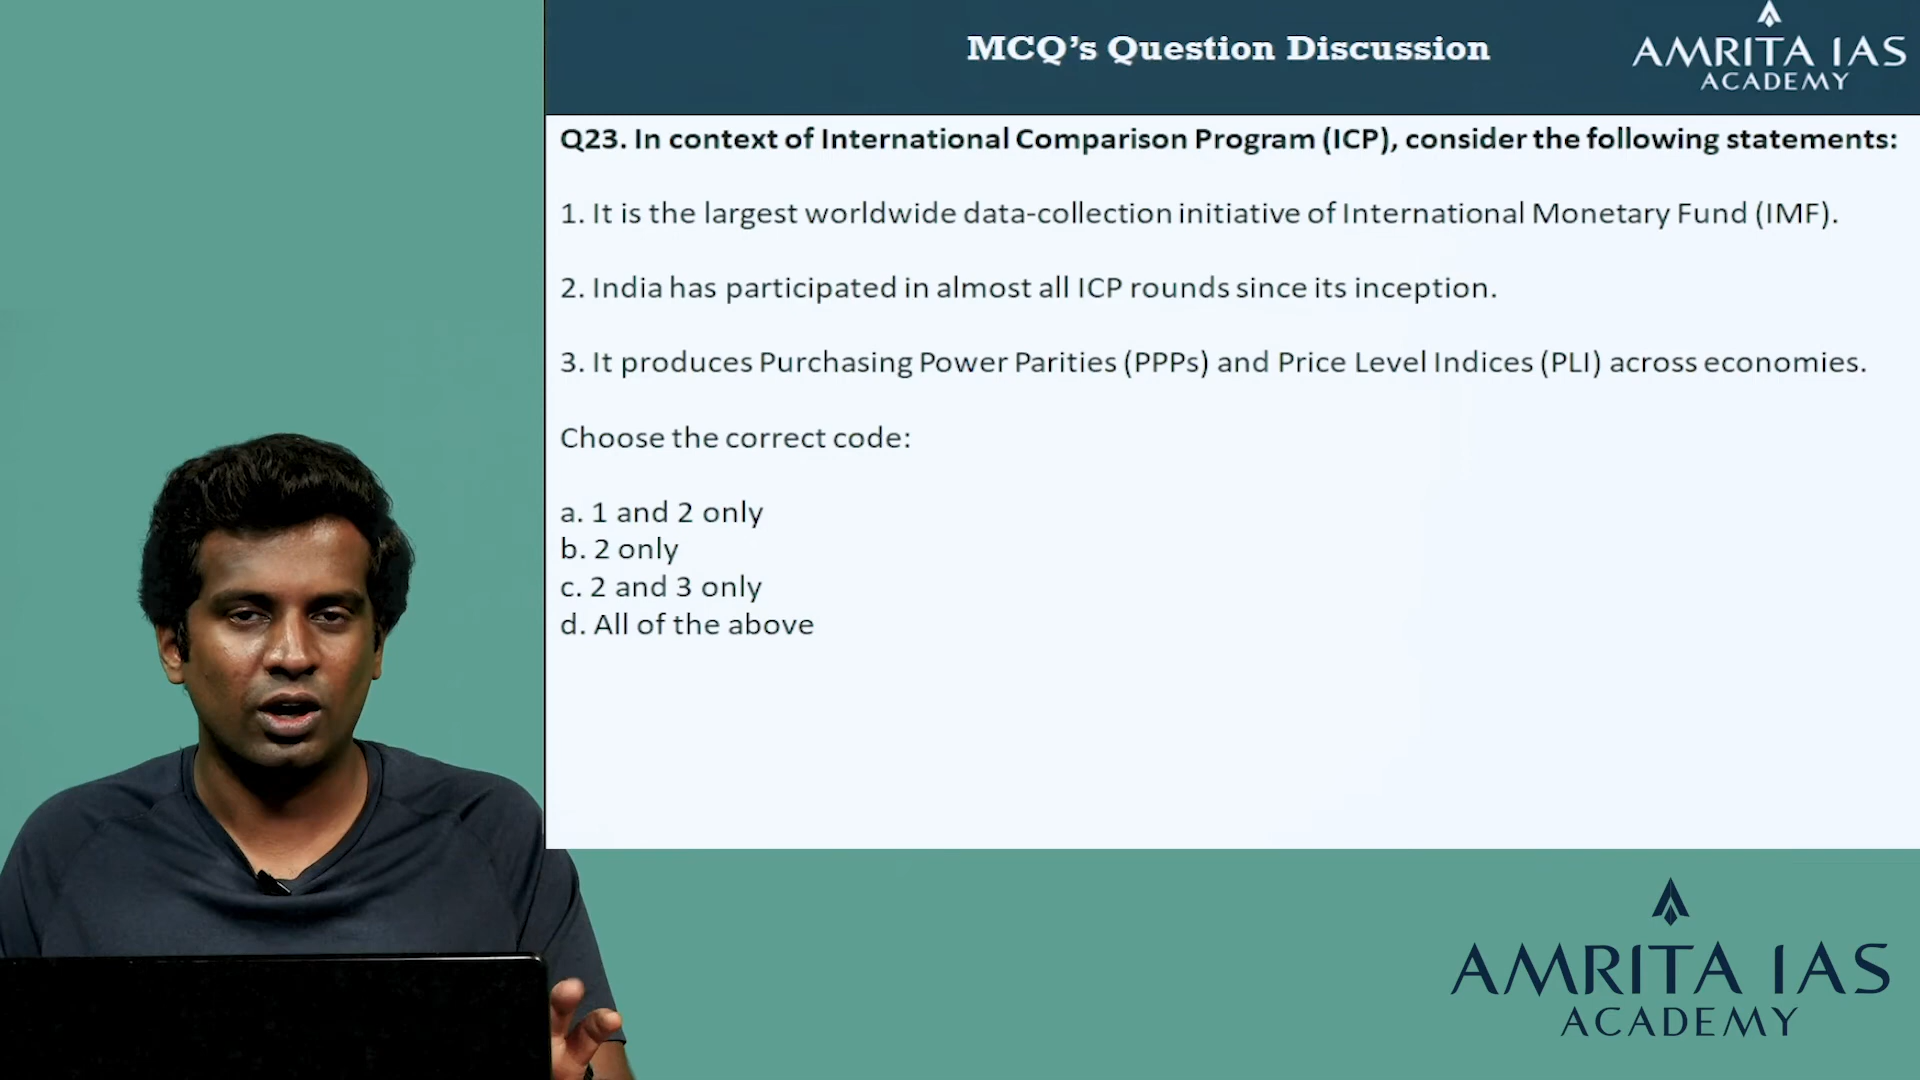 MCQ's Question Discussion
AMRITA IAS
ACADEMY
Q23. In context of International Comparison Program (ICP), consider the following statements:
1. It is the largest worldwide data-collection initiative of International Monetary Fund (IMF).
2. India has participated in almost all ICP rounds since its inception.
3. It produces Purchasing Power Parities (PPPs) and Price Level Indices (PLI) across economies.
Choose the correct code:
a. 1 and 2 only
b. 2 only
c. 2 and 3 only
d. All of the above
AMRITA IAS
ACADEMY